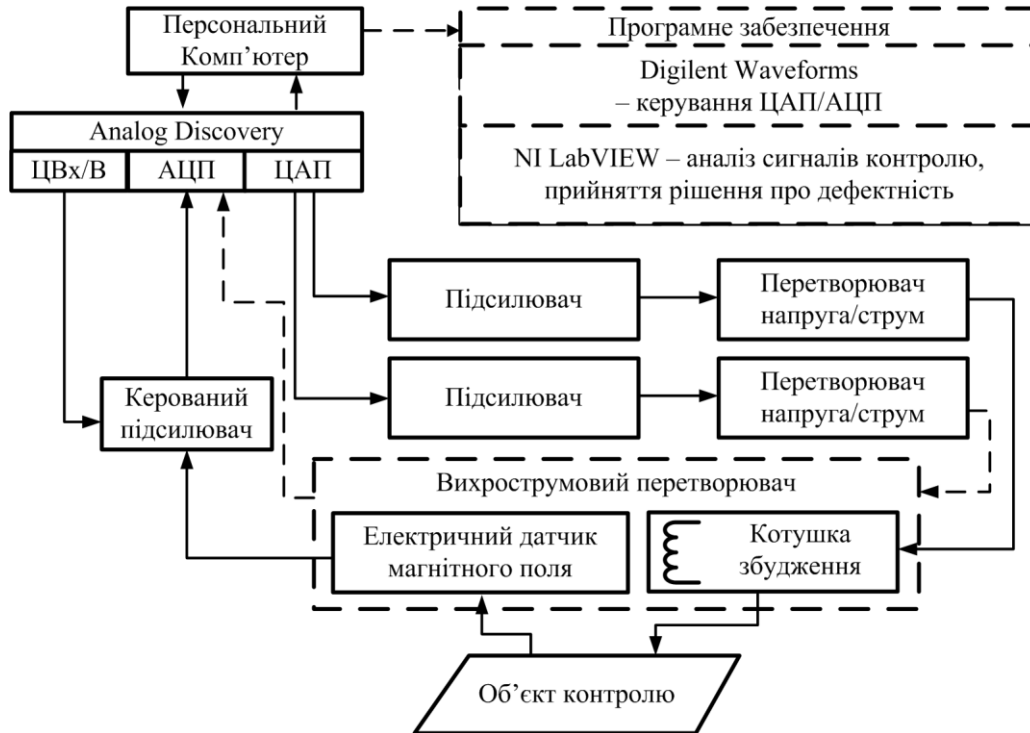 Персональний
Комп’ютер
Програмне забезпечення
Digilent Waveforms
– керування ЦАП/АЦП
NI LabVIEW – аналіз сигналів контролю,
прийняття рішення про дефектність
Analog Discovery
ЦВх/В
АЦП
ЦАП
Підсилювач
Перетворювач
напруга/струм
Підсилювач
Перетворювач
напруга/струм
Керований
підсилювач
Вихрострумовий перетворювач
Електричний датчик
магнітного поля
Котушка
збудження
Об’єкт контролю